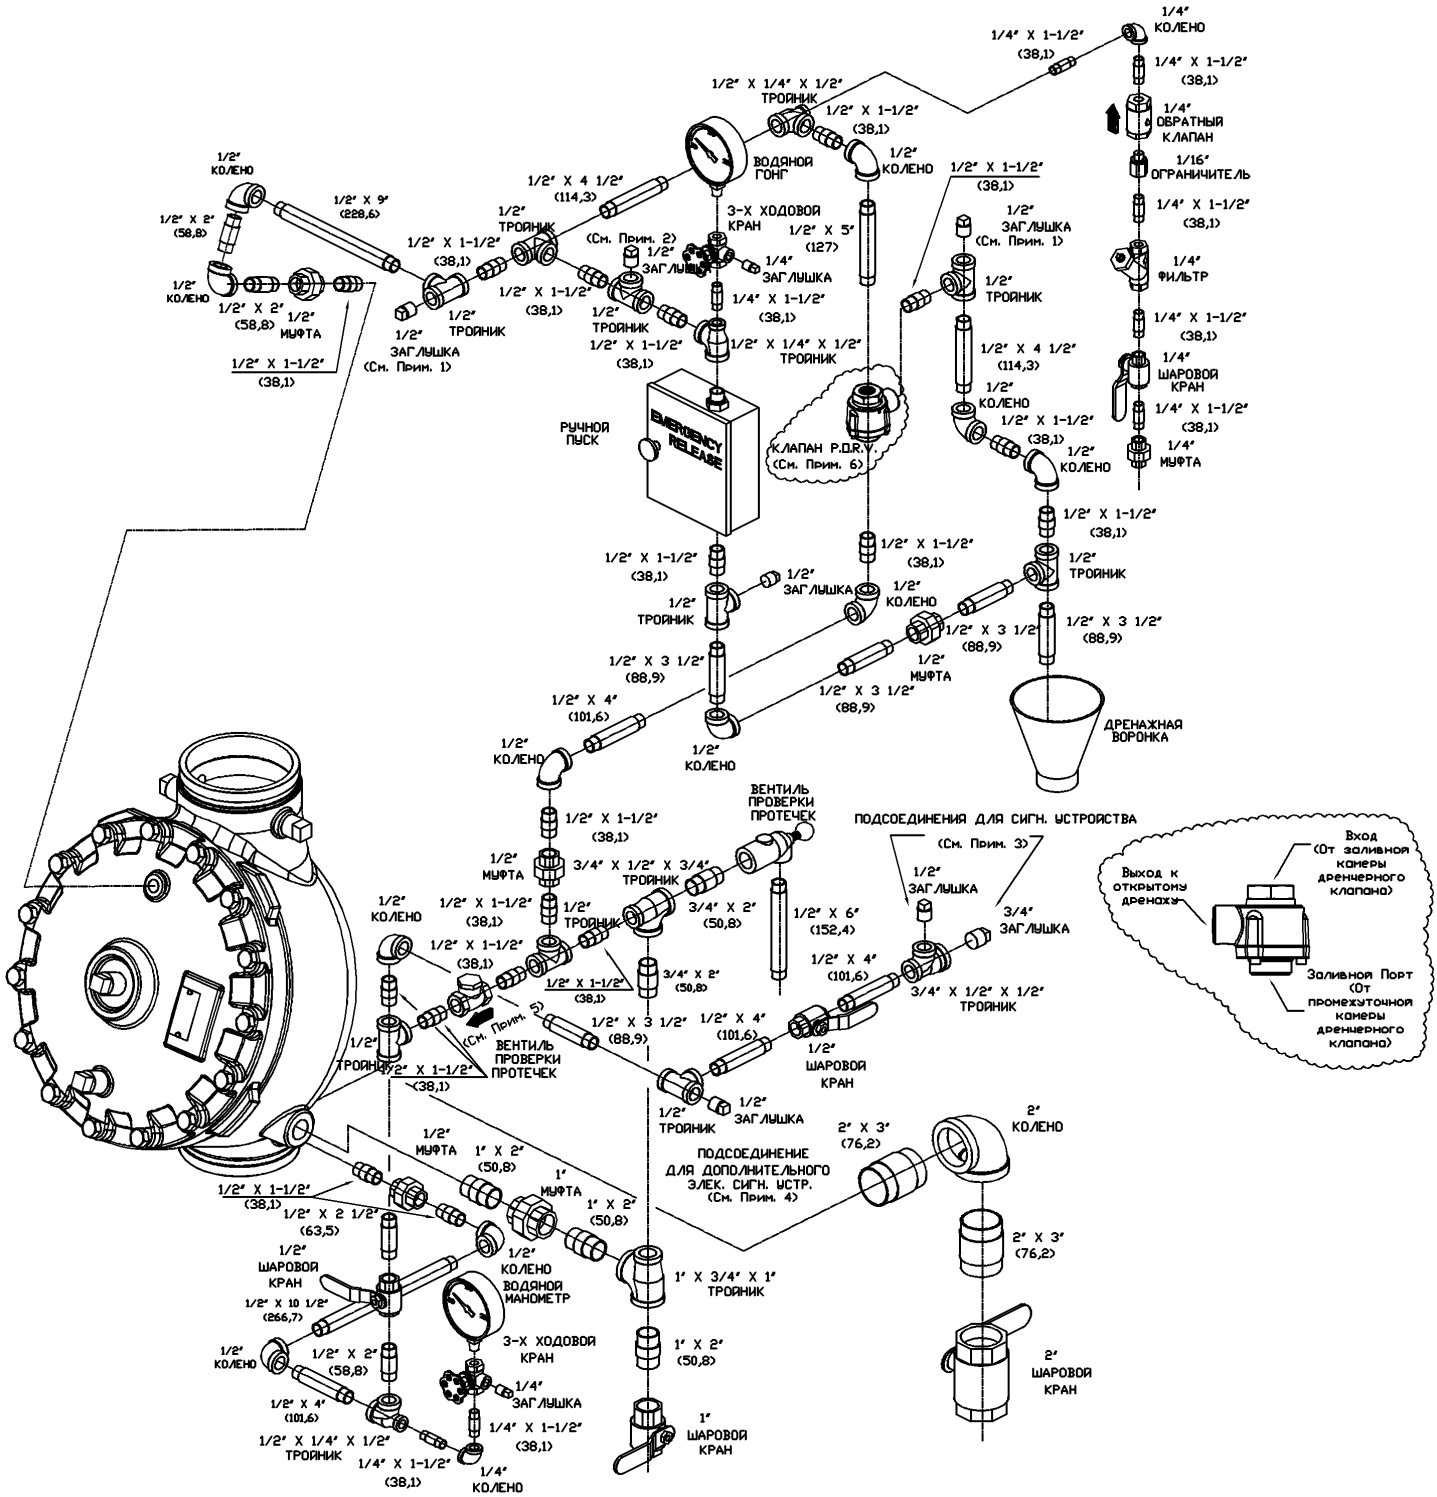 1/4" X 1-1/2"
(38,1)
1/4"
КОЛЕНО
1/4" X 1-1/2"
(38,1)
1/4"
ОБРАТНЫЙ
КЛАПАН
1/16"
ОГРАНИЧИТЕЛЬ
1/4" X 1-1/2"
(38,1)
1/4"
ФИЛЬТР
1/4" X 1-1/2"
(38,1)
1/4"
ШАРОВОЙ
КРАН
1/4" X 1-1/2"
(38,1)
1/4"
МУФТА
1/2" X 1/4" X 1/2"
ТРОЙНИК
1/2" X 1-1/2"
(38,1)
1/2"
КОЛЕНО
ВОДЯНОЙ
ГОНГ
1/2" X 1-1/2"
(38,1)
1/2"
ЗАГЛУШКА
(См. Прим. 1)
1/2"
ТРОЙНИК
1/2" X 4 1/2"
(114,3)
1/2"
КОЛЕНО
1/2" X 1-1/2"
(38,1)
1/2"
КОЛЕНО
1/2" X 1-1/2"
(38,1)
1/2"
ТРОЙНИК
1/2" X 3 1/2"
(88,9)
ДРЕНАЖНАЯ
ВОРОНКА
1/2"
КОЛЕНО
1/2" X 9"
(228,6)
1/2" X 2"
(58,8)
1/2"
КОЛЕНО
1/2" X 2"
(58,8)
1/2"
МУФТА
1/2" X 1-1/2"
(38,1)
1/2"
ЗАГЛУШКА
(См. Прим. 1)
1/2"
ТРОЙНИК
1/2" X 1-1/2"
(38,1)
1/2"
ТРОЙНИК
1/2" X 4 1/2"
(114,3)
1/2" X 1-1/2"
(38,1)
(См. Прим. 2)
1/2"
ЗАГЛУШКА
1/2"
ТРОЙНИК
1/2" X 1-1/2"
(38,1)
3-Х ХОДОВОЙ
КРАН
1/4"
ЗАГЛУШКА
1/4" X 1-1/2"
(38,1)
1/2" X 1/4" X 1/2"
ТРОЙНИК
1/2" X 5"
(127)
РУЧНОЙ
ПУСК
EMERGENCY
RELEASE
КЛАПАН P.O.R.V.
(См. Прим. 6)
1/2" X 1-1/2"
(38,1)
1/2"
ЗАГЛУШКА
1/2"
ТРОЙНИК
1/2" X 1-1/2"
(38,1)
1/2"
КОЛЕНО
1/2" X 3 1/2"
(88,9)
1/2" X 3 1/2"
(88,9)
1/2"
МУФТА
1/2" X 3 1/2"
(88,9)
1/2"
КОЛЕНО
1/2" X 4"
(101,6)
1/2"
КОЛЕНО
1/2" X 1-1/2"
(38,1)
1/2"
МУФТА
1/2" X 1-1/2"
(38,1)
3/4" X 1/2" X 3/4"
ТРОЙНИК
1/2"
ТРОЙНИК
ВЕНТИЛЬ
ПРОВЕРКИ
ПРОТЕЧЕК
3/4" X 2"
(50,8)
1/2" X 6"
(152,4)
ПОДСОЕДИНЕНИЯ ДЛЯ СИГН. УСТРОЙСТВА
(См. Прим. 3)
1/2"
ЗАГЛУШКА
3/4"
ЗАГЛУШКА
3/4" X 1/2" X 1/2"
ТРОЙНИК
1/2" X 4"
(101,6)
1/2"
КОЛЕНО
1/2" X 1-1/2"
(38,1)
1/2" X 1-1/2"
(38,1)
3/4" X 2"
(50,8)
(См. Прим. 5)
ВЕНТИЛЬ
ПРОВЕРКИ
ПРОТЕЧЕК
1/2"
ТРОЙНИК
1/2" X 1-1/2"
(38,1)
1/2" X 3 1/2"
(88,9)
1/2" X 4"
(101,6)
1/2"
ШАРОВОЙ
КРАН
1/2"
ТРОЙНИК
1/2"
ЗАГЛУШКА
Вход
(От заливной
камеры
дренчерного
клапана)
Выход к
открытому
дренажу
Заливной Порт
(От
промежуточной
камеры
дренчерного
клапана)
ПОДСОЕДИНЕНИЕ
ДЛЯ ДОПОЛНИТЕЛЬНОГО
ЭЛЕК. СИГН. УСТР.
(См. Прим. 4)
2" X 3"
(76,2)
2"
КОЛЕНО
2" X 3"
(76,2)
2"
ШАРОВОЙ
КРАН
1/2"
МУФТА
1" X 2"
(50,8)
1"
МУФТА
1" X 2"
(50,8)
1" X 3/4" X 1"
ТРОЙНИК
1" X 2"
(50,8)
1"
ШАРОВОЙ
КРАН
1/2" X 1-1/2"
(38,1)
1/2" X 2 1/2"
(63,5)
1/2"
ШАРОВОЙ
КРАН
1/2"
КОЛЕНО
ВОДЯНОЙ
МАНОМЕТР
1/2" X 10 1/2"
(266,7)
1/2"
КОЛЕНО
1/2" X 2"
(58,8)
3-Х ХОДОВОЙ
КРАН
1/4"
ЗАГЛУШКА
1/2" X 4"
(101,6)
1/2" X 1/4" X 1/2"
ТРОЙНИК
1/4" X 1-1/2"
(38,1)
1/4" X 1-1/2"
(38,1)
1/4"
КОЛЕНО